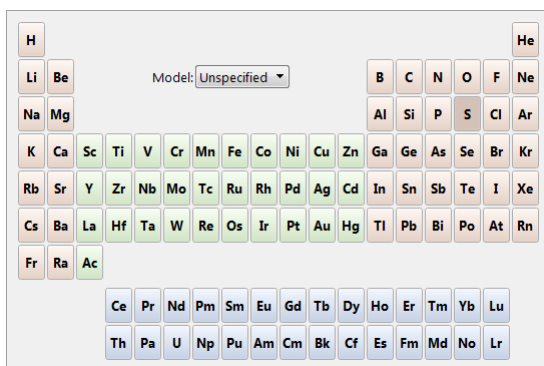 H He
Li Be Model: Unspecified B C N O F Ne
Na Mg Al Si P S Cl Ar
K Ca Sc Ti V Cr Mn Fe Co Ni Cu Zn Ga Ge As Se Br Kr
Rb Sr Y Zr Nb Mo Tc Ru Rh Pd Ag Cd In Sn Sb Te I Xe
Cs Ba La Hf Ta W Re Os Ir Pt Au Hg Tl Pb Bi Po At Rn
Fr Ra Ac
Ce Pr Nd Pm Sm Eu Gd Tb Dy Ho Er Tm Yb Lu
Th Pa U Np Pu Am Cm Bk Cf Es Fm Md No Lr